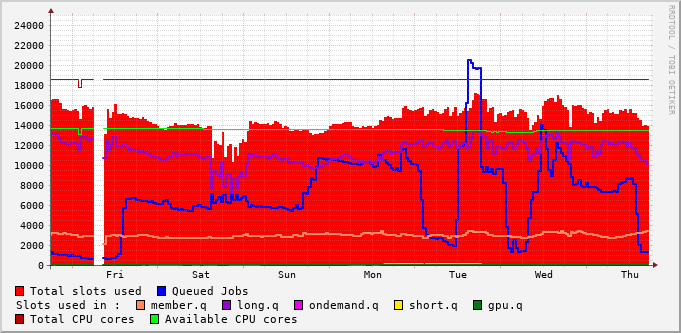 24000
22000
20000
18000
16000
14000
12000
10000
8000
6000
4000
2000
0
Fri Sat Sun Mon Tue Wed Thu
Total slots used Queued Jobs
Slots used in : member.q long.q ondemand.q short.q gpu.q
Total CPU cores Available CPU cores
RRDTOOL / TOBI OETIKER